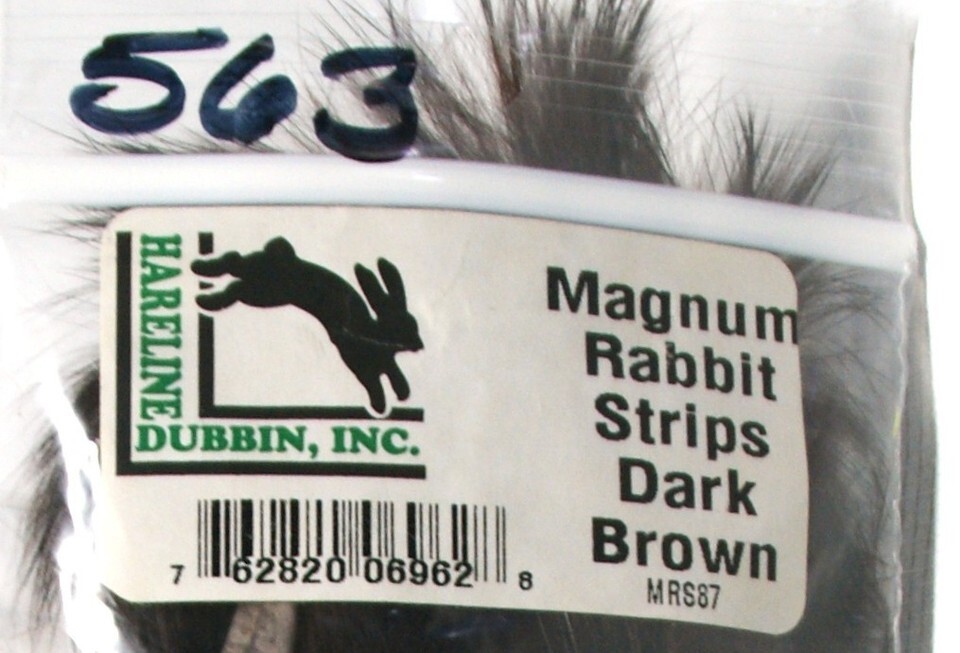 563
HARELINE
DUBBIN, INC.
Magnum
Rabbit
Strips
Dark
Brown
MRS87
7 62820 06962 8